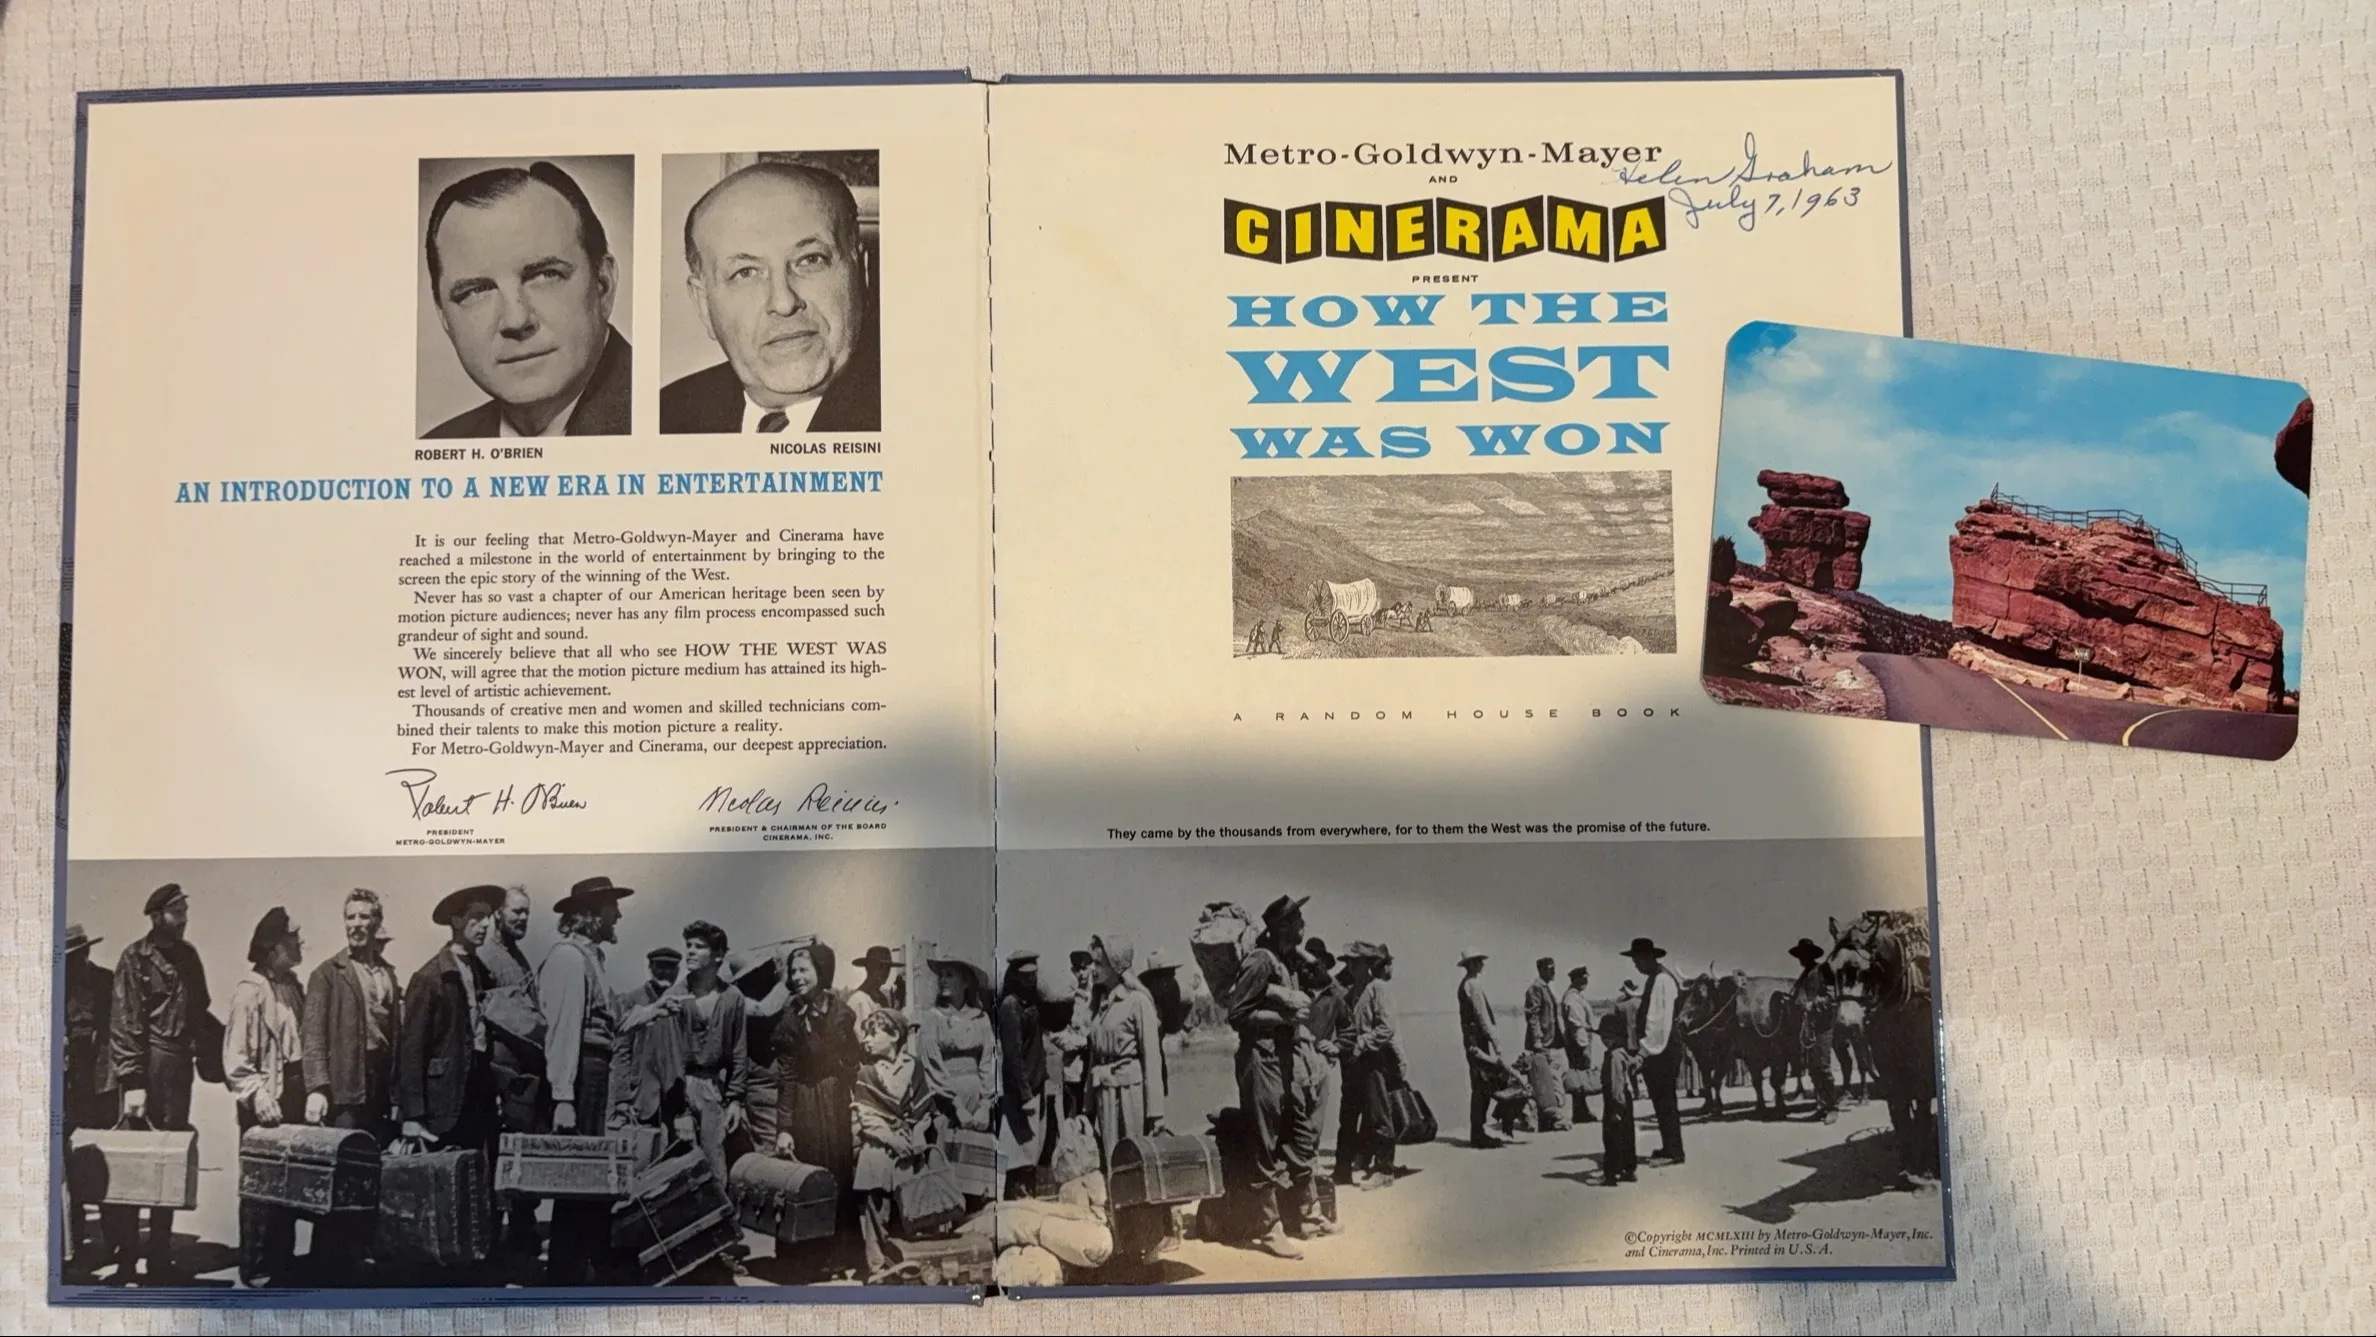 ROBERT H. O'BRIEN
NICOLAS REISINI
AN INTRODUCTION TO A NEW ERA IN ENTERTAINMENT
It is our feeling that Metro-Goldwyn-Mayer and Cinerama have
reached a milestone in the world of entertainment by bringing to the
screen the epic story of the winning of the West.
Never has so vast a chapter of our American heritage been seen by
motion picture audiences; never has any film process encompassed such
grandeur of sight and sound.
We sincerely believe that all who see HOW THE WEST WAS
WON, will agree that the motion picture medium has attained its high-
est level of artistic achievement.
Thousands of creative men and women and skilled technicians com-
bined their talents to make this motion picture a reality.
For Metro-Goldwyn-Mayer and Cinerama, our deepest appreciation.
Robert H. O'Brien
PRESIDENT
METRO-GOLDWYN-MAYER
Nicolas Reisini.
PRESIDENT & CHAIRMAN OF THE BOARD
CINERAMA, INC.
Metro-Goldwyn-Mayer
AND
CINERAMA
PRESENT
HOW THE
WEST
WAS WON
Helen Graham
July 7, 1963
A RANDOM HOUSE BOOK
They came by the thousands from everywhere, for to them the West was the promise of the future.
©Copyright MCMLXIII by Metro-Goldwyn-Mayer, Inc.
and Cinerama, Inc. Printed in U.S.A.